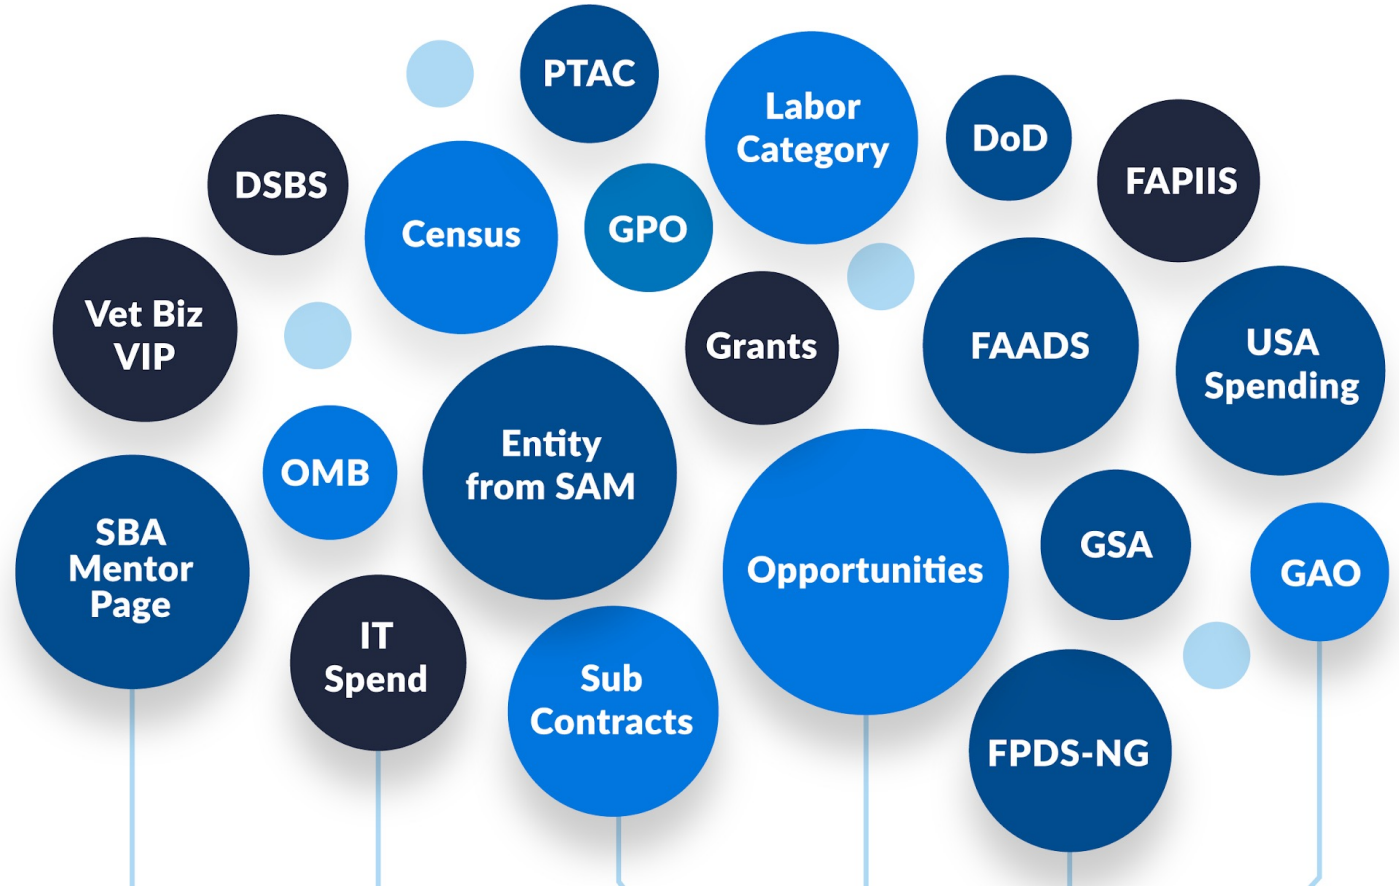 PTAC
Labor
Category
DoD
FAPIIS
DSBS
Census
GPO
Vet Biz
VIP
Grants
FAADS
USA
Spending
OMB
Entity
from SAM
SBA
Mentor
Page
Opportunities
GSA
GAO
IT
Spend
Sub
Contracts
FPDS-NG